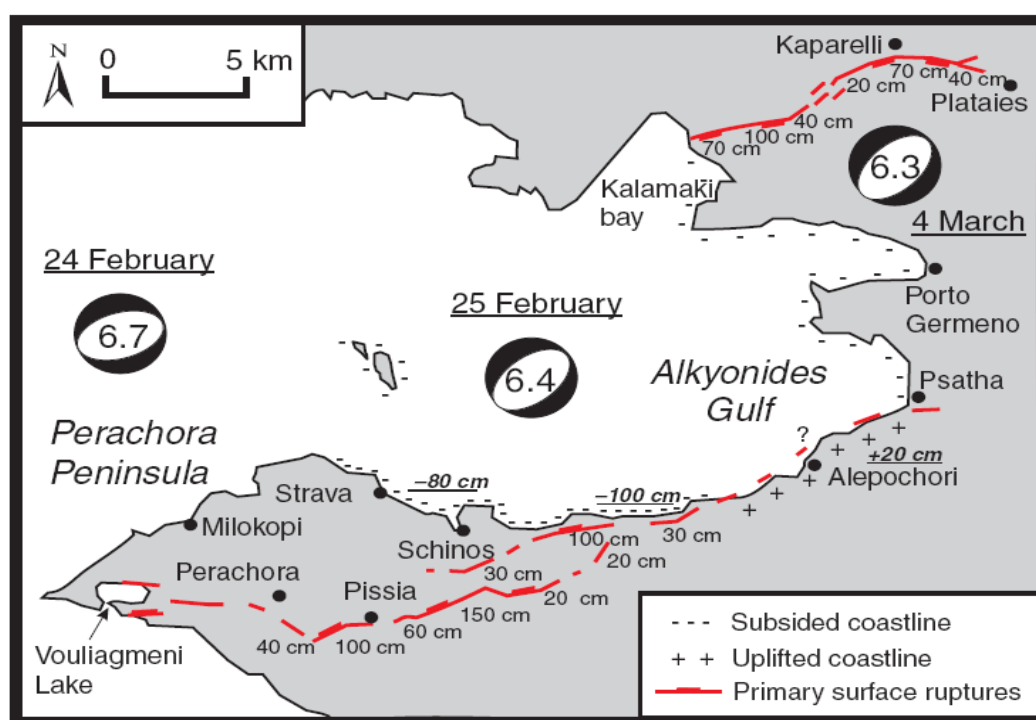 N
0 5 km
Kaparelli
70 cm
40 cm
20 cm
Plataies
40 cm
100 cm
70 cm
6.3
Kalamaki
bay
4 March
24 February
6.7
25 February
6.4
Porto
Germeno
Alkyonides
Gulf
Psatha
Perachora
Peninsula
?
+20 cm
Alepochori
Strava
–80 cm
–100 cm
Milokopi
Schinos
100 cm
30 cm
20 cm
30 cm
Perachora
Pissia
20 cm
150 cm
60 cm
40 cm
100 cm
Vouliagmeni
Lake
- - - Subsided coastline
+ + Uplifted coastline
Primary surface ruptures